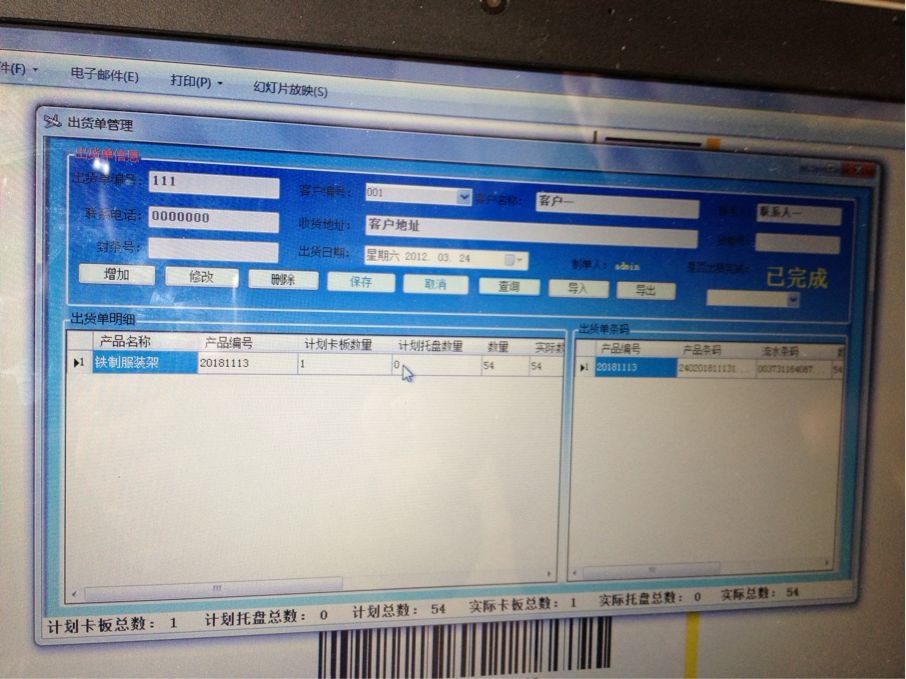 件(F) 电子邮件(E) 打印(P) 幻灯片放映(S)
出货单管理
出货单信息
出货单编号: 111 客户编号: 001 客户名称: 客户一 联系人一
联系电话: 0000000 收货地址: 客户地址
封条号: 出货日期: 星期六 2012. 03. 24 制单人: admin 已完成
增加 修改 删除 保存 取消 查询 导入 导出
出货单明细 出货单条码
产品名称 产品编号 计划卡板数量 计划托盘数量 数量 实际数
1 铁制服装架 20181113 1 0 54 54
产品编号 产品条码 流水条码 数
1 20181113 240201811131... 003731164087... 54
计划卡板总数: 1 计划托盘总数: 0 计划总数: 54 实际卡板总数: 1 实际托盘总数: 0 实际总数: 54